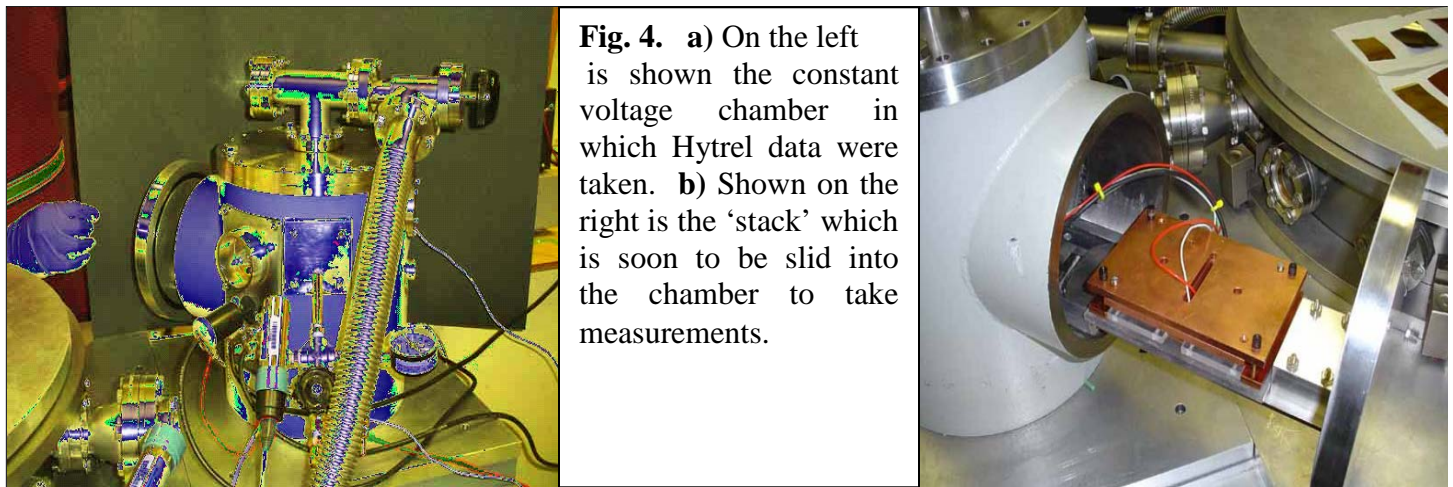 Fig. 4. a) On the left
is shown the constant
voltage chamber in
which Hytrel data were
taken. b) Shown on the
right is the ‘stack’ which
is soon to be slid into
the chamber to take
measurements.